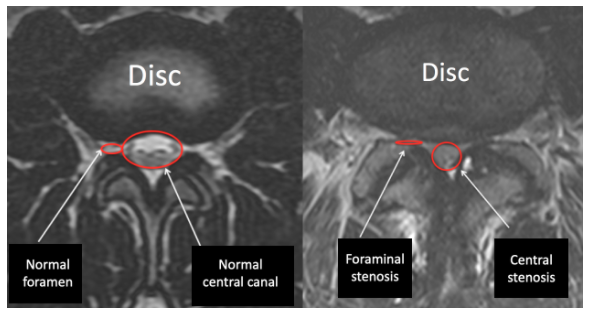 Disc
Disc
Normal
foramen
Normal
central canal
Foraminal
stenosis
Central
stenosis